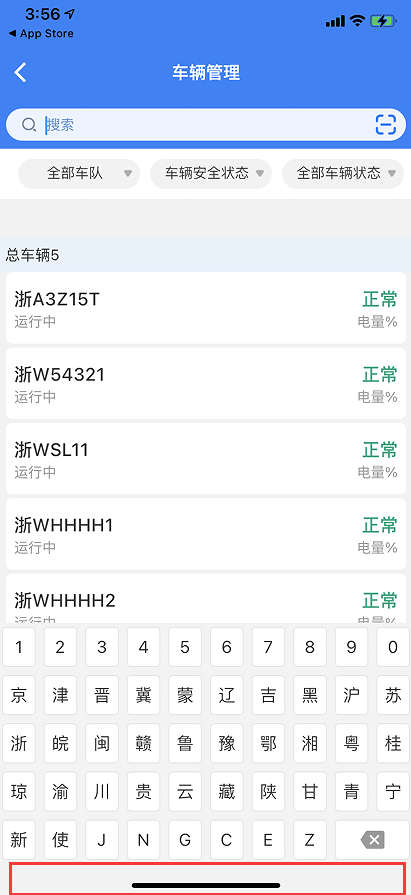 3:56
App Store
车辆管理
搜索
全部车队 车辆安全状态 全部车辆状态
总车辆5
浙A3Z15T 正常
运行中 电量%
浙W54321 正常
运行中 电量%
浙WSL11 正常
运行中 电量%
浙WHHHH1 正常
运行中 电量%
浙WHHHH2 正常
运行中 电量%
1 2 3 4 5 6 7 8 9 0
京 津 晋 冀 蒙 辽 吉 黑 沪 苏
浙 皖 闽 赣 鲁 豫 鄂 湘 粤 桂
琼 渝 川 贵 云 藏 陕 甘 青 宁
新 使 J N G C E Z